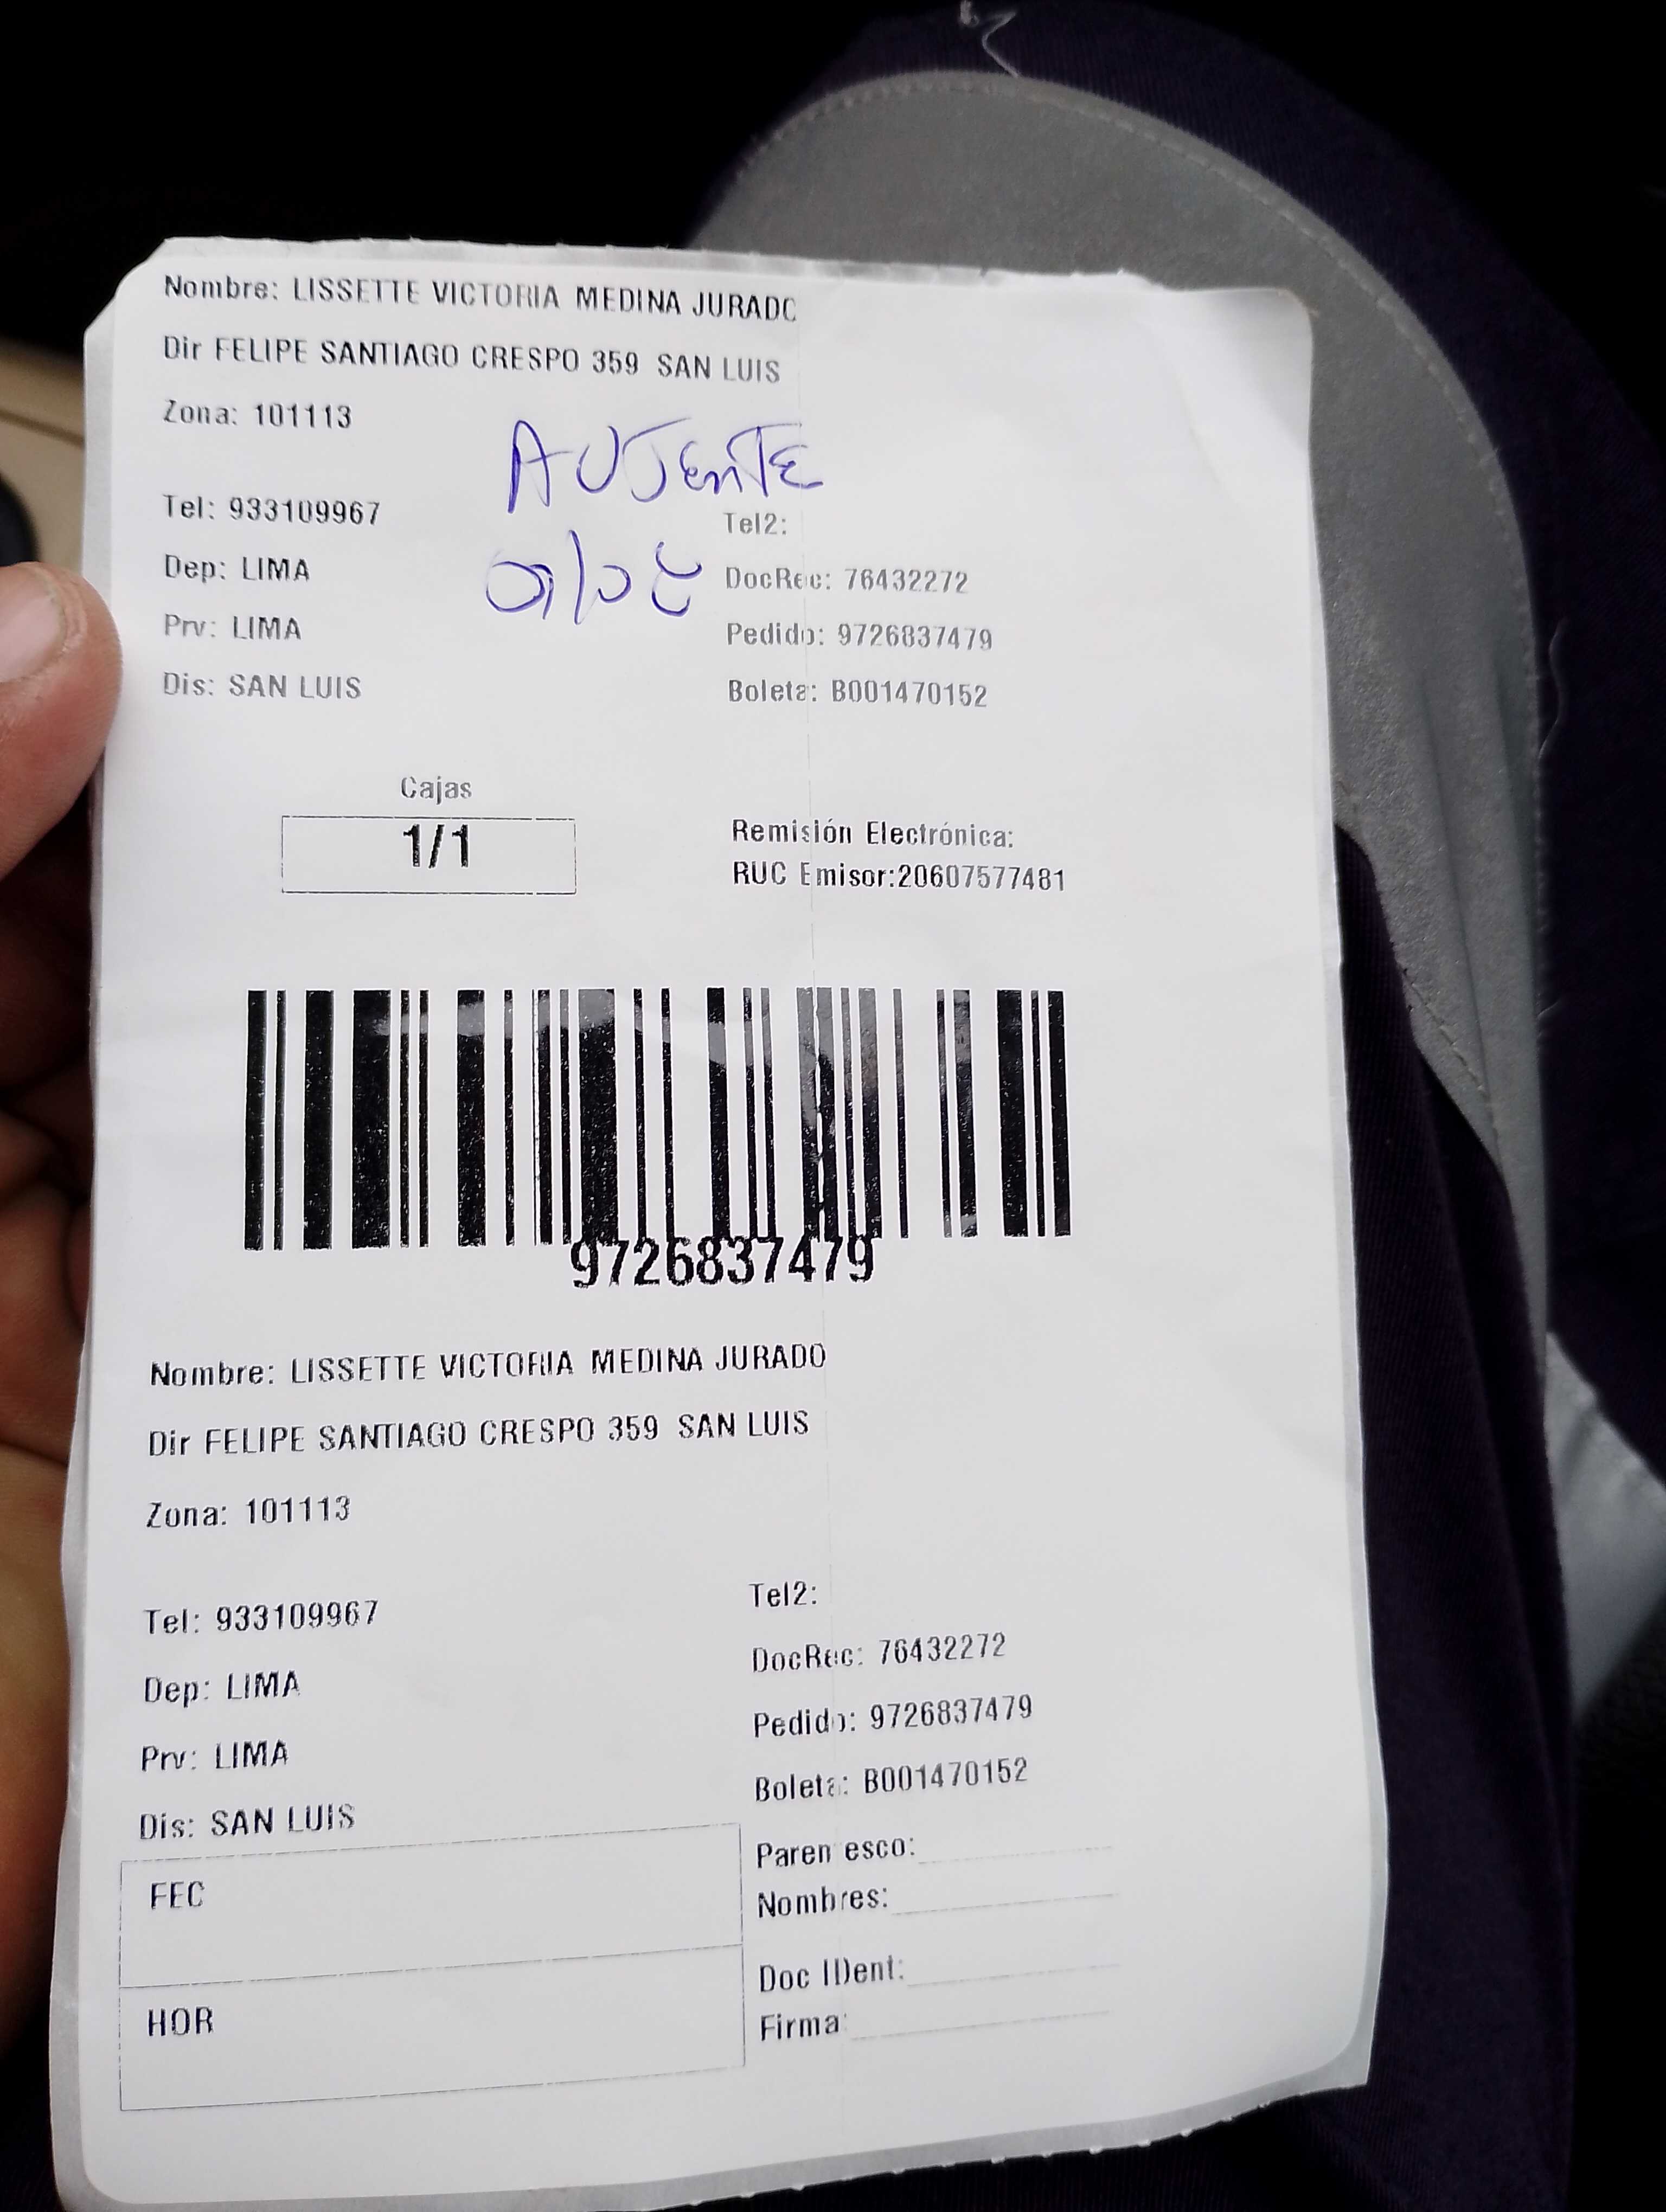 Nombre: LISSETTE VICTORIA MEDINA JURADO
Dir FELIPE SANTIAGO CRESPO 359 SAN LUIS
Zona: 101113
AUSENTE
Tel: 933109967
Tel2:
Dep: LIMA
DocRec: 76432272
Prv: LIMA
Pedido: 9726837479
Dis: SAN LUIS
Boleta: B001470152
Cajas
1/1
Remisión Electrónica:
RUC Emisor:20607577481
9726837479
Nombre: LISSETTE VICTORIA MEDINA JURADO
Dir FELIPE SANTIAGO CRESPO 359 SAN LUIS
Zona: 101113
Tel: 933109967
Tel2:
Dep: LIMA
DocRec: 76432272
Prv: LIMA
Pedido: 9726837479
Dis: SAN LUIS
Boleta: B001470152
FEC
Parentesco:
Nombres:
HOR
Doc IDent:
Firma: